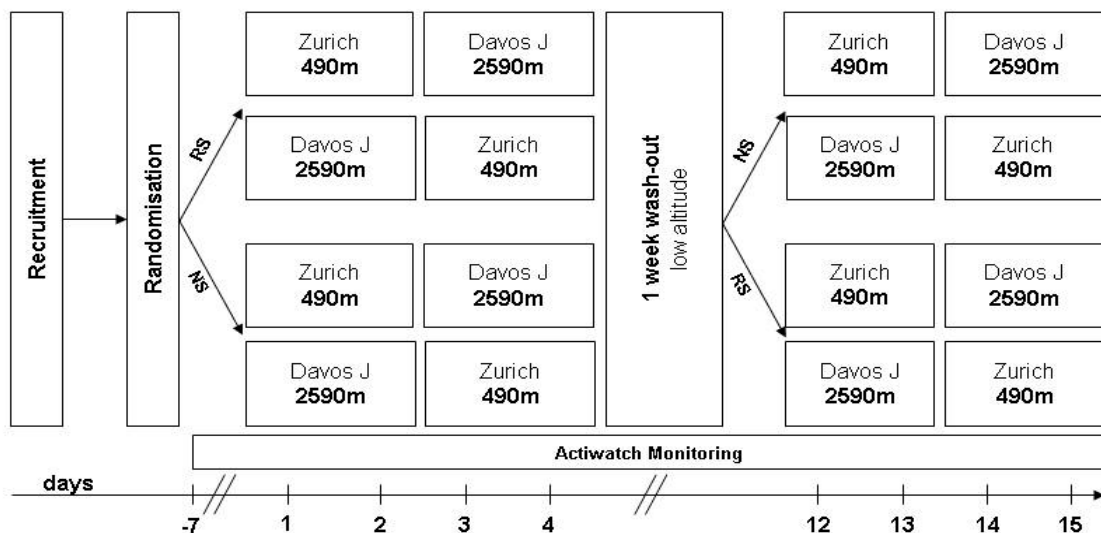 Recruitment
Randomisation
RS
NS
Zurich
490m
Davos J
2590m
Davos J
2590m
Zurich
490m
Zurich
490m
Davos J
2590m
Davos J
2590m
Zurich
490m
1 week wash-out
low altitude
NS
RS
Zurich
490m
Davos J
2590m
Davos J
2590m
Zurich
490m
Zurich
490m
Davos J
2590m
Davos J
2590m
Zurich
490m
Actiwatch Monitoring
days
-7 1 2 3 4 12 13 14 15